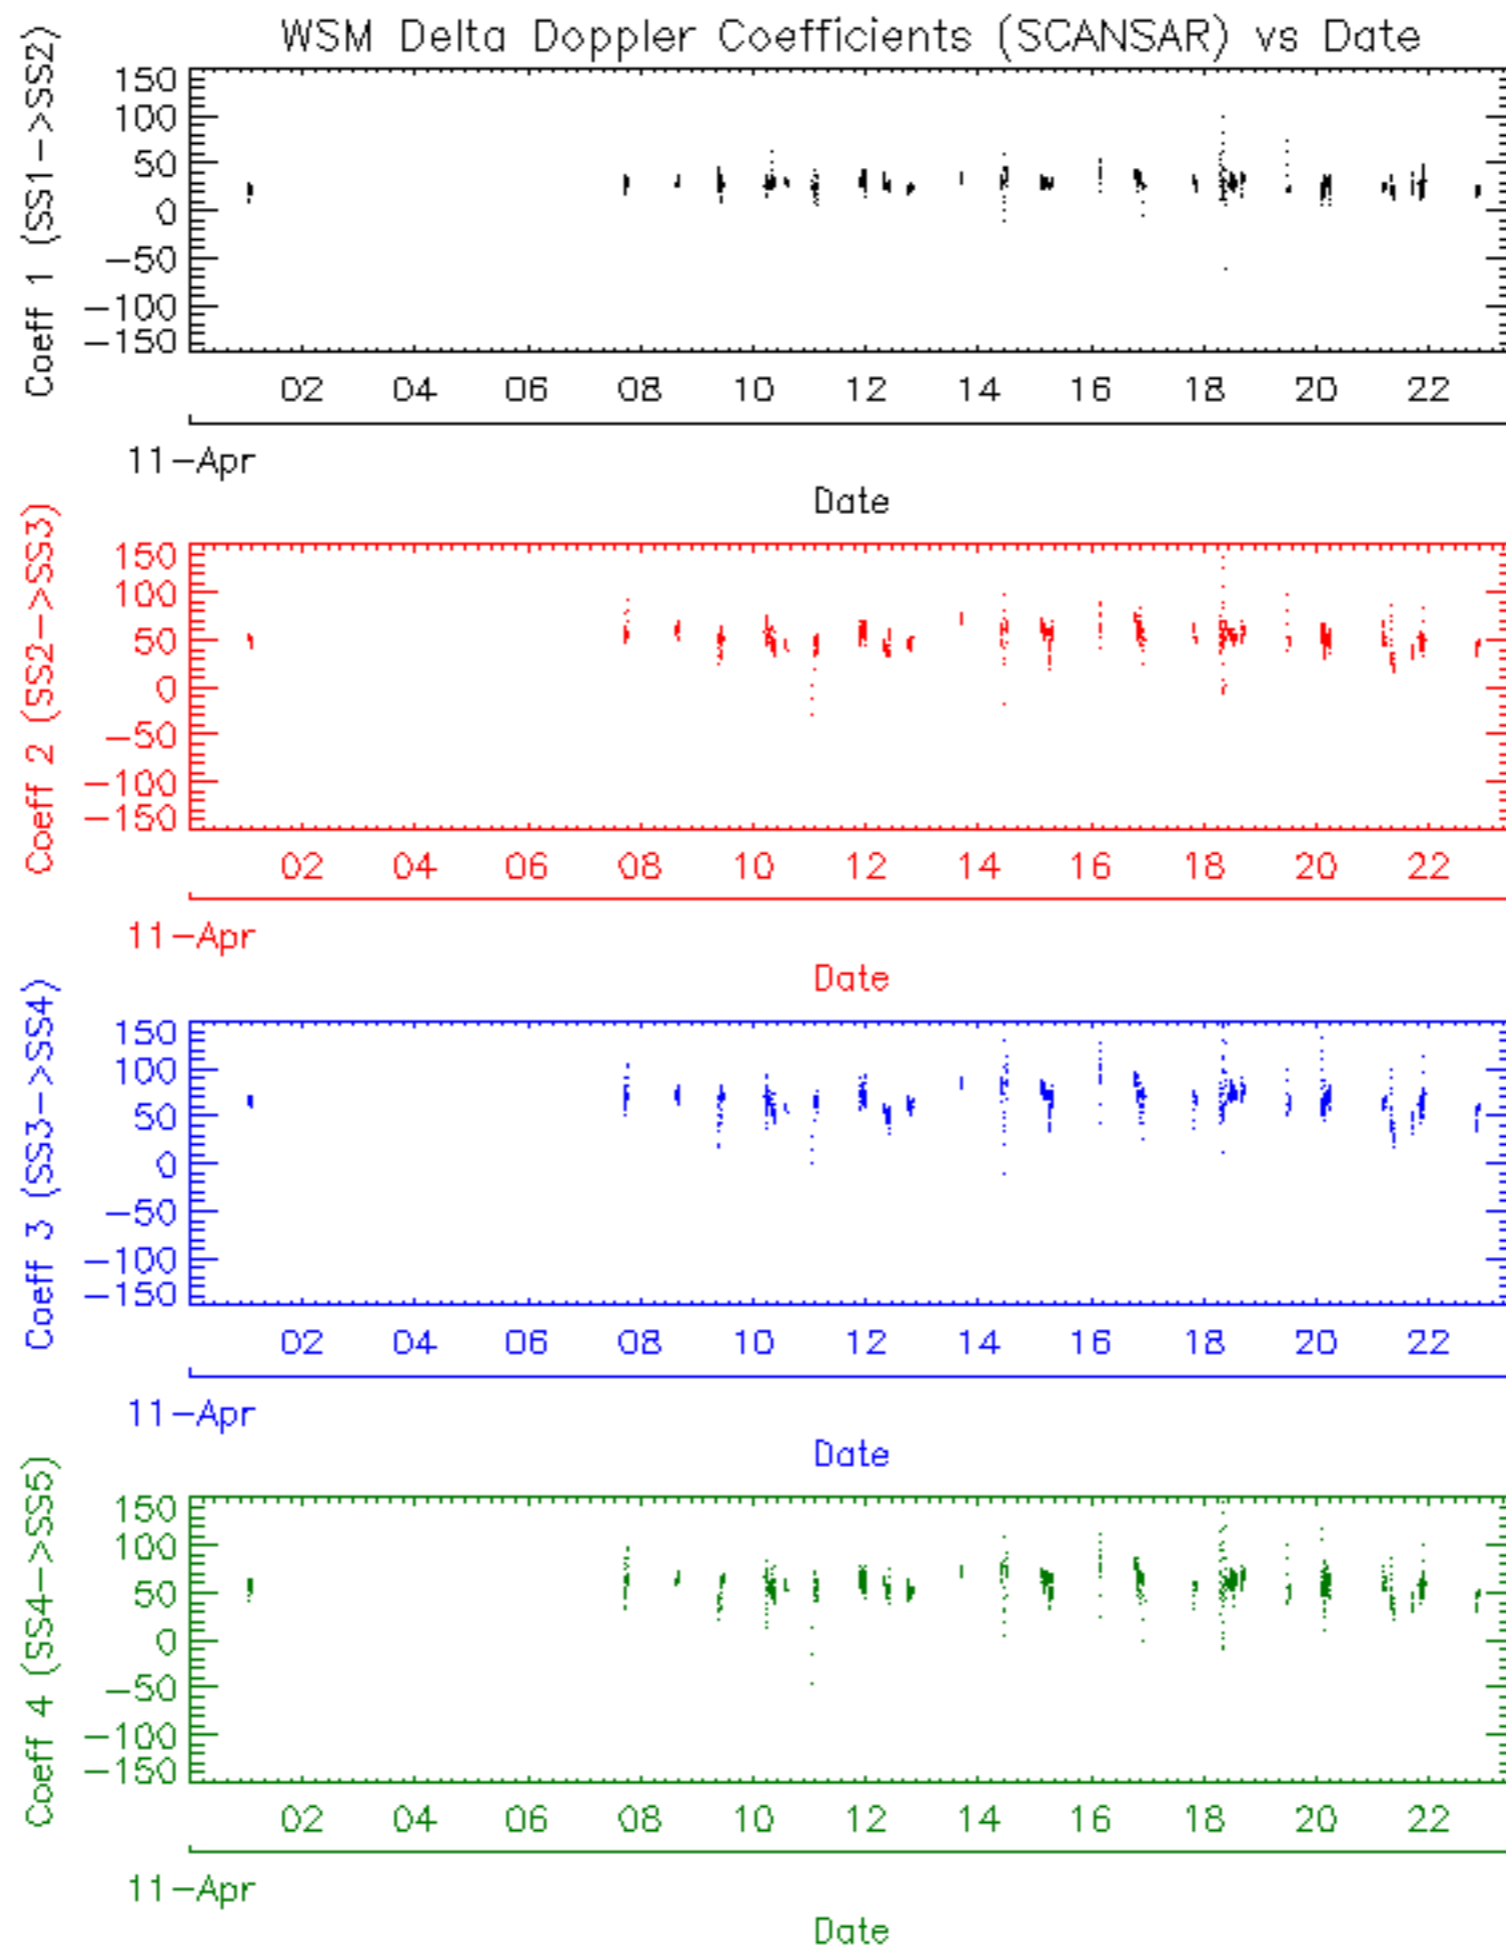 WSM Delta Doppler Coefficients (SCANSAR) vs Date
Coeff 1 (SS1->SS2)
150
100
50
0
-50
-100
-150
02 04 06 08 10 12 14 16 18 20 22
11-Apr
Date
Coeff 2 (SS2->SS3)
150
100
50
0
-50
-100
-150
02 04 06 08 10 12 14 16 18 20 22
11-Apr
Date
Coeff 3 (SS3->SS4)
150
100
50
0
-50
-100
-150
02 04 06 08 10 12 14 16 18 20 22
11-Apr
Date
Coeff 4 (SS4->SS5)
150
100
50
0
-50
-100
-150
02 04 06 08 10 12 14 16 18 20 22
11-Apr
Date